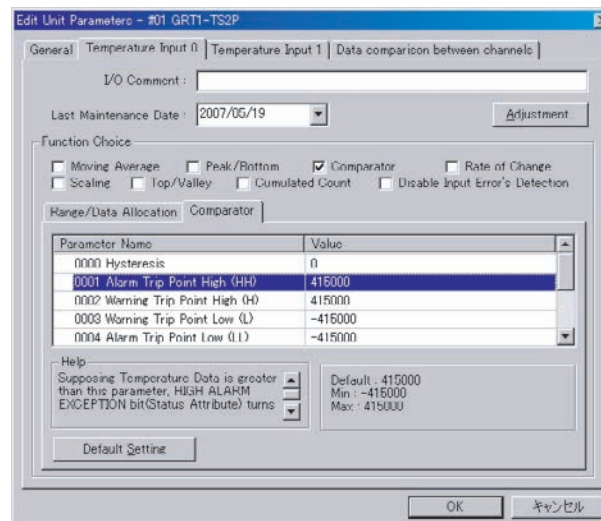 Edit Unit Parameters - #01 GRT1-TS2P
General Temperature Input 0 Temperature Input 1 Data comparison between channels
I/O Comment :
Last Maintenance Date : 2007/05/19 Adjustment
Function Choice
Moving Average Peak/Bottom Comparator Rate of Change
Scaling Top/Valley Cumulated Count Disable Input Error's Detection
Range/Data Allocation Comparator
Parameter Name Value
0000 Hysteresis 0
0001 Alarm Trip Point High (HH) 415000
0002 Warning Trip Point High (H) 415000
0003 Warning Trip Point Low (L) -415000
0004 Alarm Trip Point Low (LL) -415000
Help
Supposing Temperature Data is greater
than this parameter, HIGH ALARM
EXCEPTION bit(Status Attribute) turns
Default : 415000
Min : -415000
Max : 415000
Default Setting
OK キャンセル